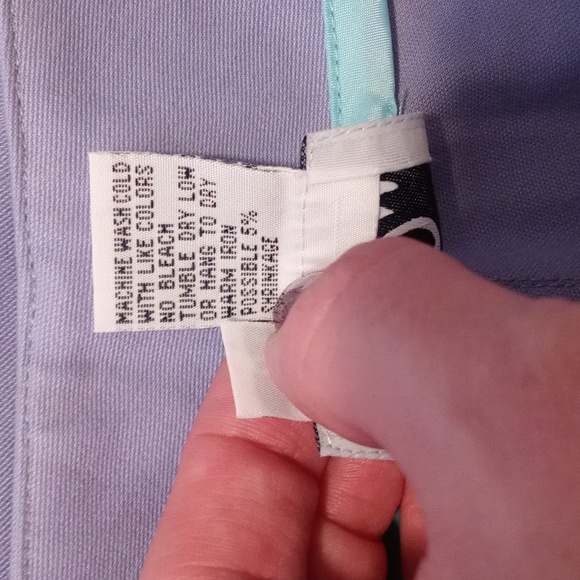 MACHINE WASH COLD
WITH LIKE COLORS
NO BLEACH
TUMBLE DRY LOW
OR HANG TO DRY
WARM IRON
POSSIBLE 5%
SHRINKAGE